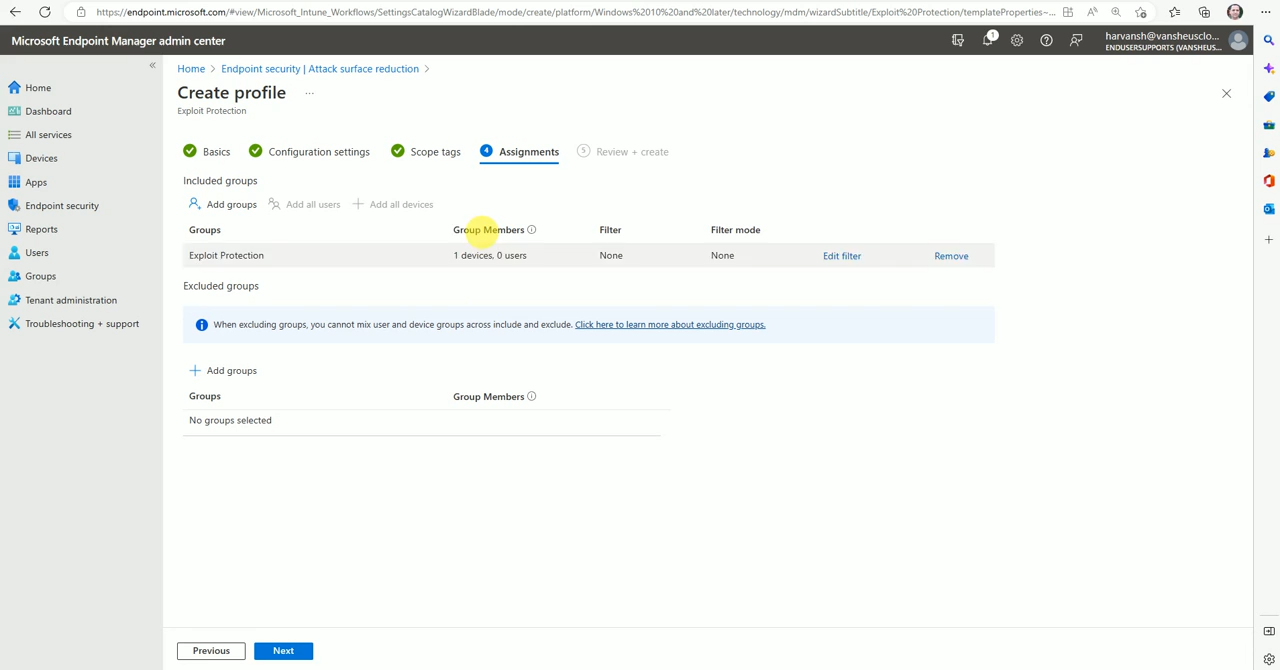 https://endpoint.microsoft.com/#view/Microsoft_Intune_Workflows/SettingsCatalogWizardBlade/mode/create/platform/Windows%2010%20and%20later/technology/mdm/wizardSubtitle/Exploit%20Protection/templateProperties~...
Microsoft Endpoint Manager admin center
1
harvansh@vansheusclo...
ENDUSERSUPPORTS (VANSHEUS...
Home > Endpoint security | Attack surface reduction >
Create profile ...
Exploit Protection
Home
Dashboard
All services
Devices
Apps
Endpoint security
Reports
Users
Groups
Tenant administration
Troubleshooting + support
Basics Configuration settings Scope tags 4 Assignments 5 Review + create
Included groups
Add groups Add all users Add all devices
Groups Group Members Filter Filter mode
Exploit Protection 1 devices, 0 users None None Edit filter Remove
Excluded groups
When excluding groups, you cannot mix user and device groups across include and exclude. Click here to learn more about excluding groups.
Add groups
Groups Group Members
No groups selected
Previous Next